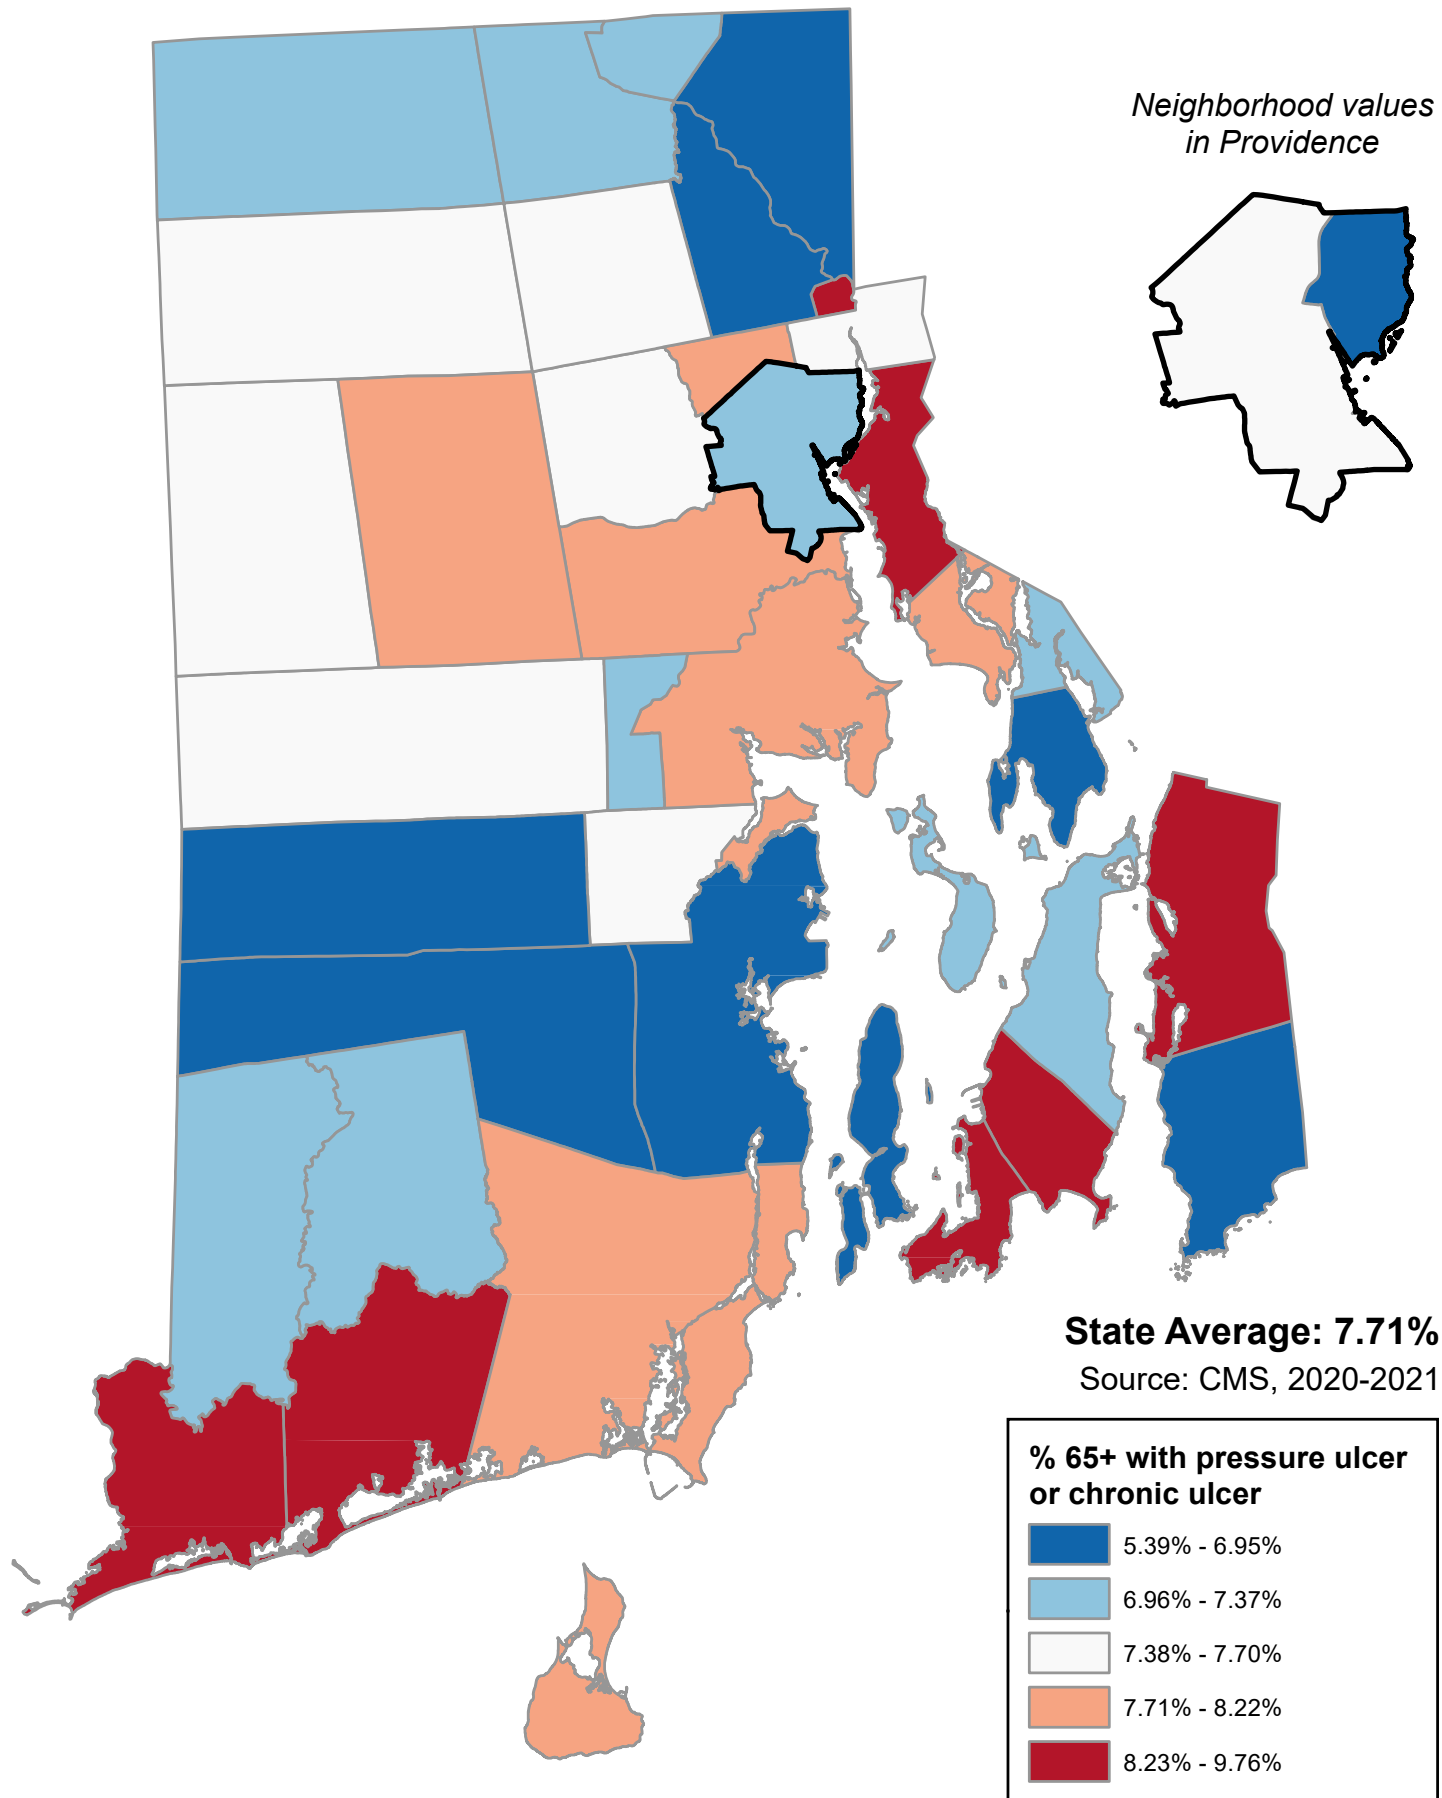 Neighborhood values
in Providence
State Average: 7.71%
Source: CMS, 2020-2021
% 65+ with pressure ulcer
or chronic ulcer
5.39% - 6.95%
6.96% - 7.37%
7.38% - 7.70%
7.71% - 8.22%
8.23% - 9.76%